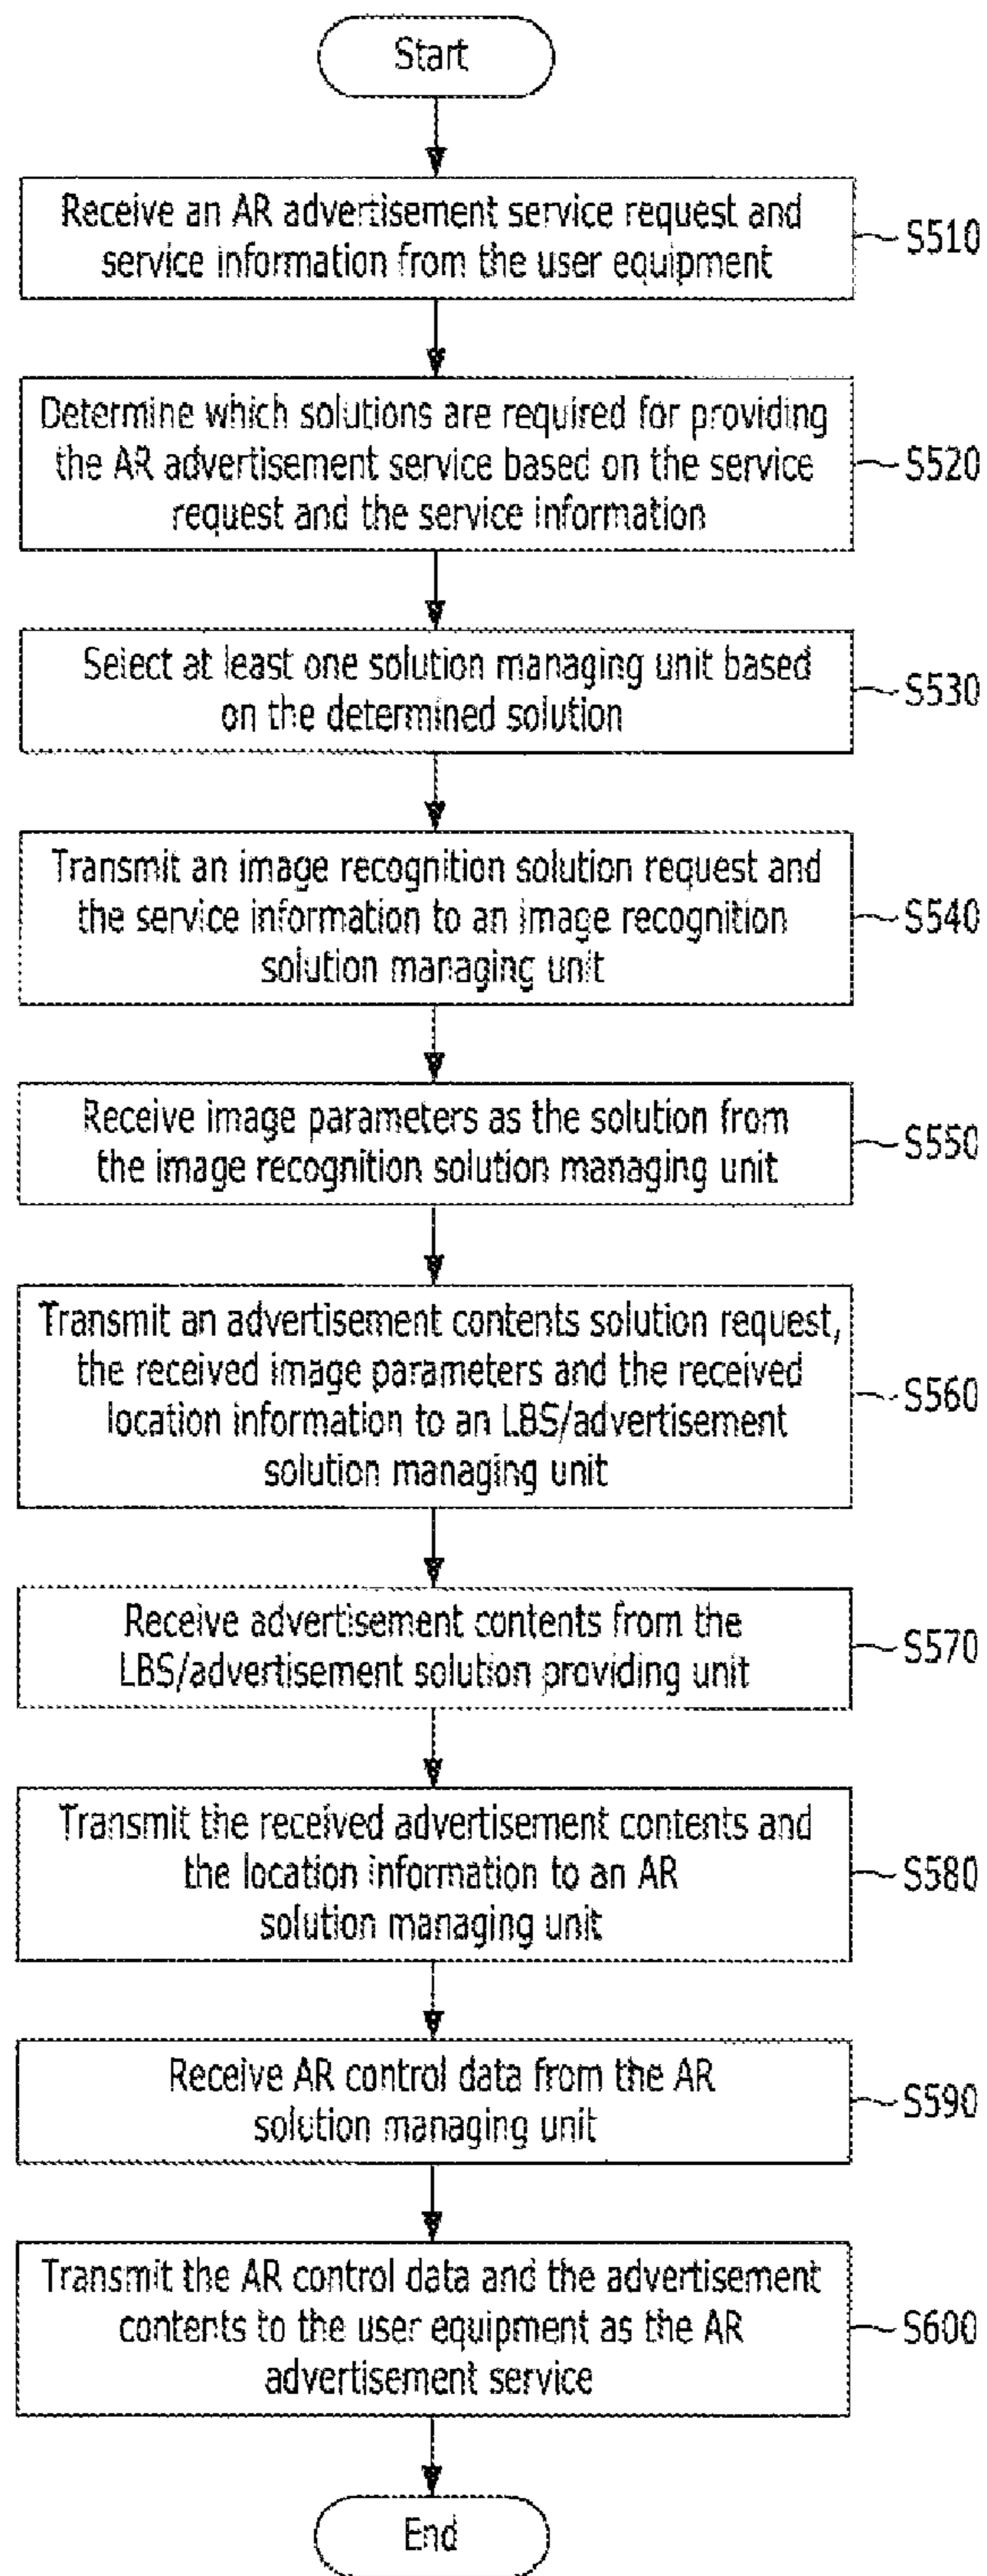 Start
Receive an AR advertisement service request and
service information from the user equipment
S510
Determine which solutions are required for providing
the AR advertisement service based on the service
request and the service information
S520
Select at least one solution managing unit based
on the determined solution
S530
Transmit an image recognition solution request and
the service information to an image recognition
solution managing unit
S540
Receive image parameters as the solution from
the image recognition solution managing unit
S550
Transmit an advertisement contents solution request,
the received image parameters and the received
location information to an LBS/advertisement
solution managing unit
S560
Receive advertisement contents from the
LBS/advertisement solution providing unit
S570
Transmit the received advertisement contents and
the location information to an AR
solution managing unit
S580
Receive AR control data from the AR
solution managing unit
S590
Transmit the AR control data and the advertisement
contents to the user equipment as the AR
advertisement service
S600
End